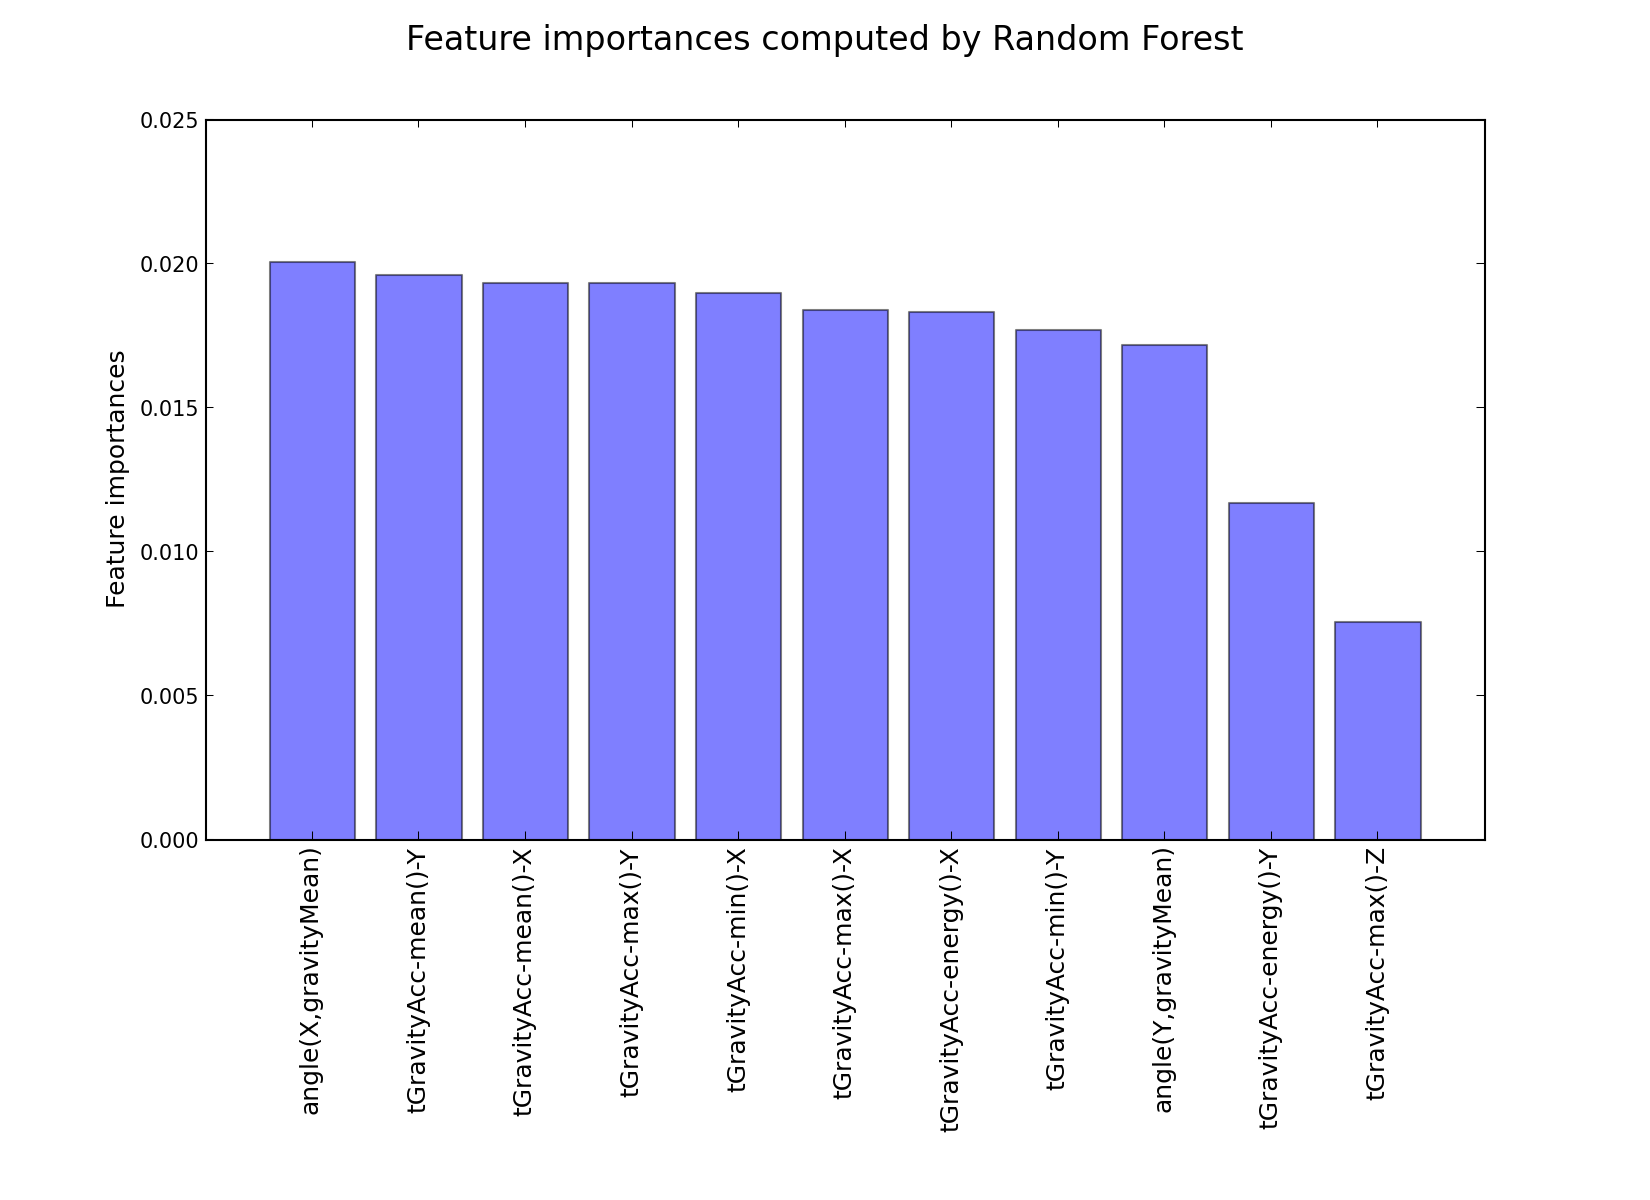 Feature importances computed by Random Forest
0.025
0.020
0.015
0.010
0.005
0.000
Feature importances
angle(X,gravityMean)
tGravityAcc-mean()-Y
tGravityAcc-mean()-X
tGravityAcc-max()-Y
tGravityAcc-min()-X
tGravityAcc-max()-X
tGravityAcc-energy()-X
tGravityAcc-min()-Y
angle(Y,gravityMean)
tGravityAcc-energy()-Y
tGravityAcc-max()-Z